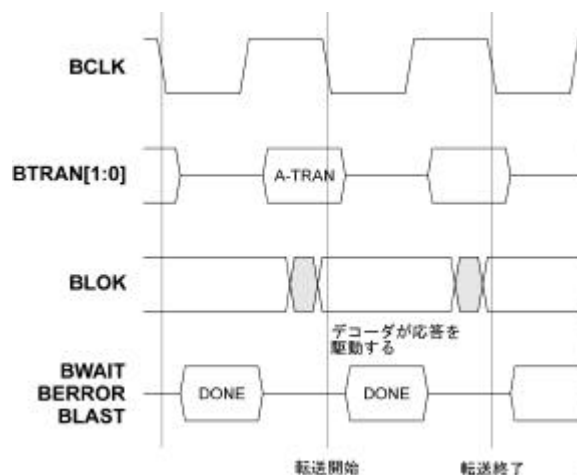 BCLK
BTRAN[1:0]
A-TRAN
BLOK
デコーダが応答を
駆動する
BWAIT
BERROR
BLAST
DONE
DONE
転送開始
転送終了